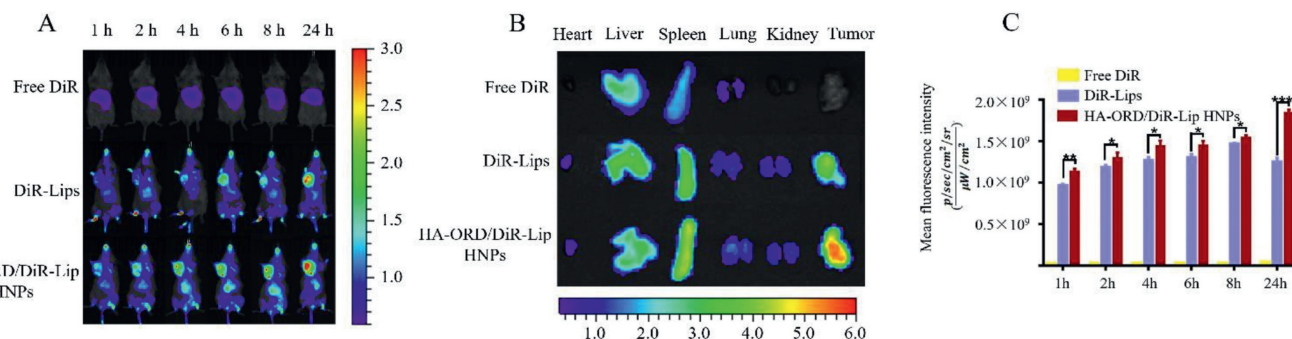 A
1 h 2 h 4 h 6 h 8 h 24 h
Free DiR
DiR-Lips
RD/DiR-Lip
HNPs
3.0
2.5
2.0
1.5
1.0
B
Heart Liver Spleen Lung Kidney Tumor
Free DiR
DiR-Lips
HA-ORD/DiR-Lip
HNPs
1.0 2.0 3.0 4.0 5.0 6.0
C
Free DiR
DiR-Lips
HA-ORD/DiR-Lip HNPs
Mean fluorescence intensity
(p/sec/cm²/sr
µW/cm²)
2.0×10⁹
1.5×10⁹
1.0×10⁹
0.5×10⁹
** * * * * ***
1h 2h 4h 6h 8h 24h